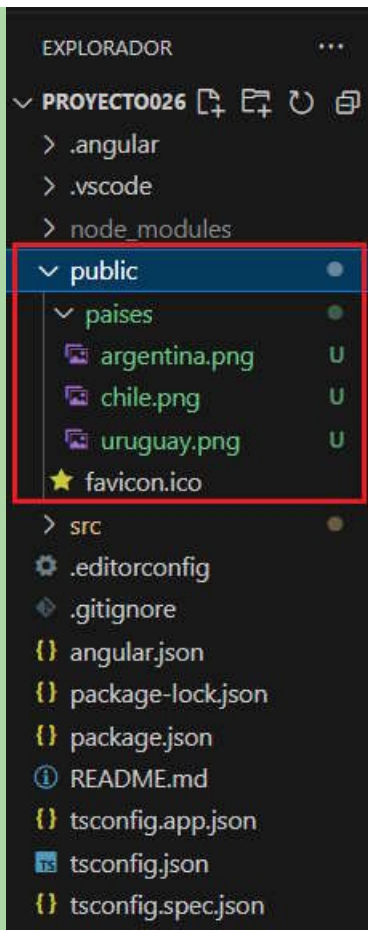 EXPLORADOR
PROYECTO026
.angular
.vscode
node_modules
public
paises
argentina.png U
chile.png U
uruguay.png U
favicon.ico
src
.editorconfig
.gitignore
{} angular.json
{} package-lock.json
{} package.json
README.md
{} tsconfig.app.json
TS tsconfig.json
{} tsconfig.spec.json